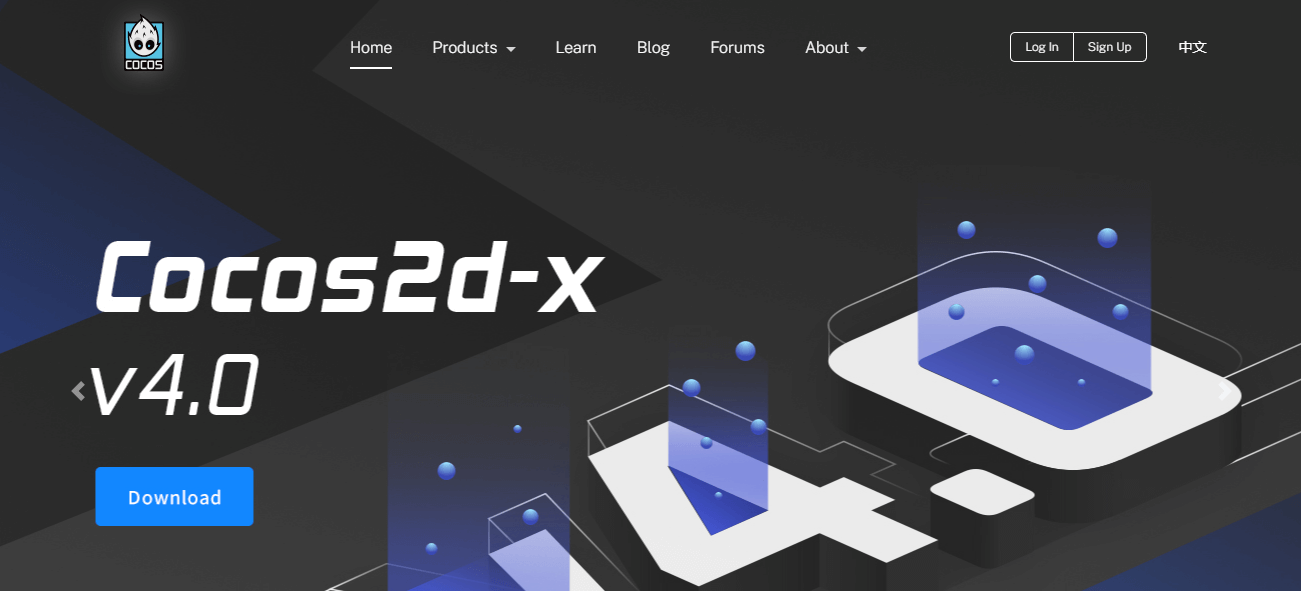 COCOS
Home Products Learn Blog Forums About Log In Sign Up 中文
Cocos2d-x
v4.0
Download